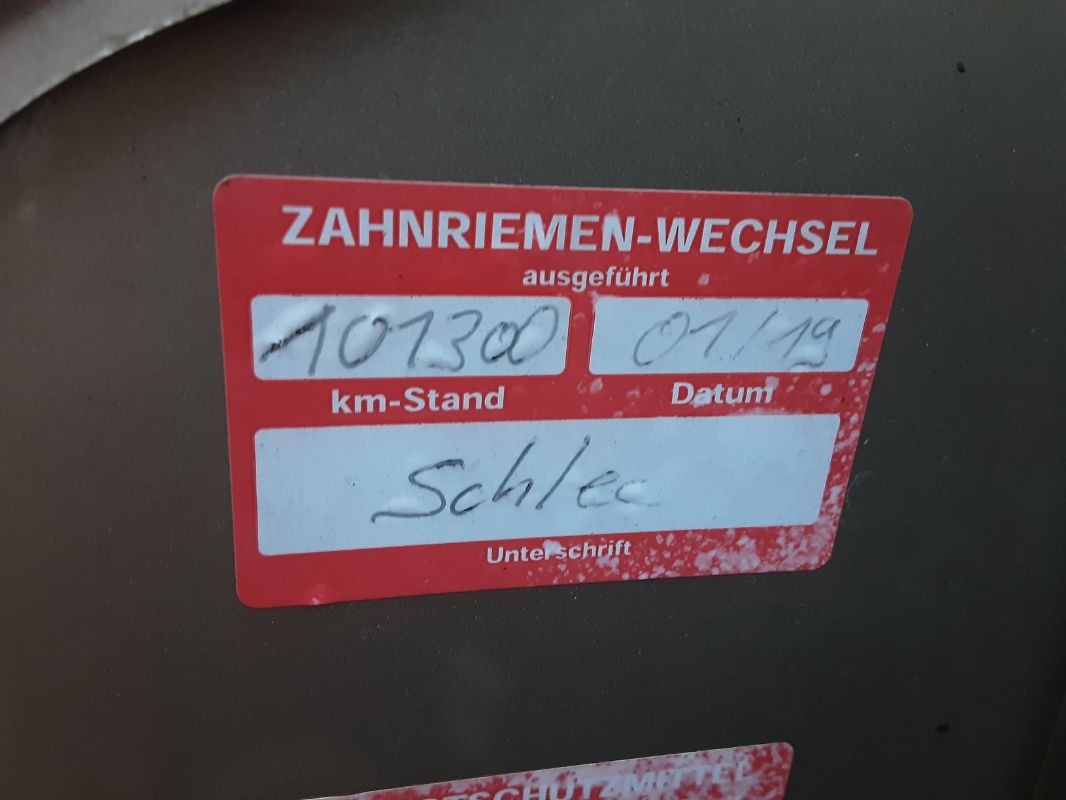 ZAHNRIEMEN-WECHSEL
ausgeführt
101300 01/19
km-Stand Datum
Schlec
Unterschrift